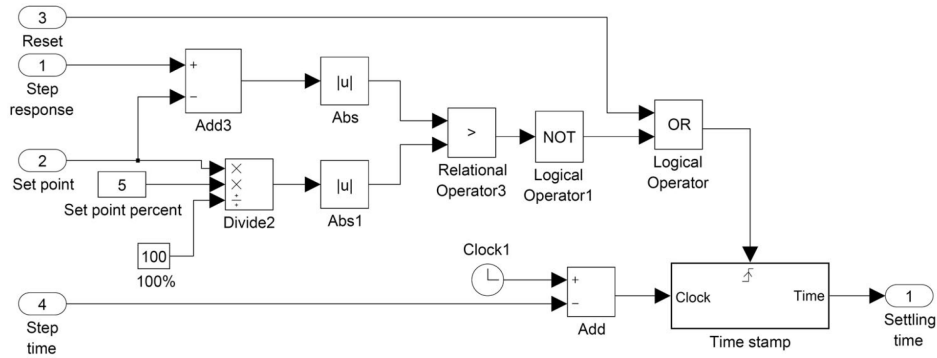 3
Reset
1
Step
response
+
−
Add3
|u|
Abs
2
Set point
5
Set point percent
×
×
÷
Divide2
100
100%
|u|
Abs1
>
Relational
Operator3
NOT
Logical
Operator1
OR
Logical
Operator
Clock1
4
Step
time
+
−
Add
Clock
Time
Time stamp
1
Settling
time